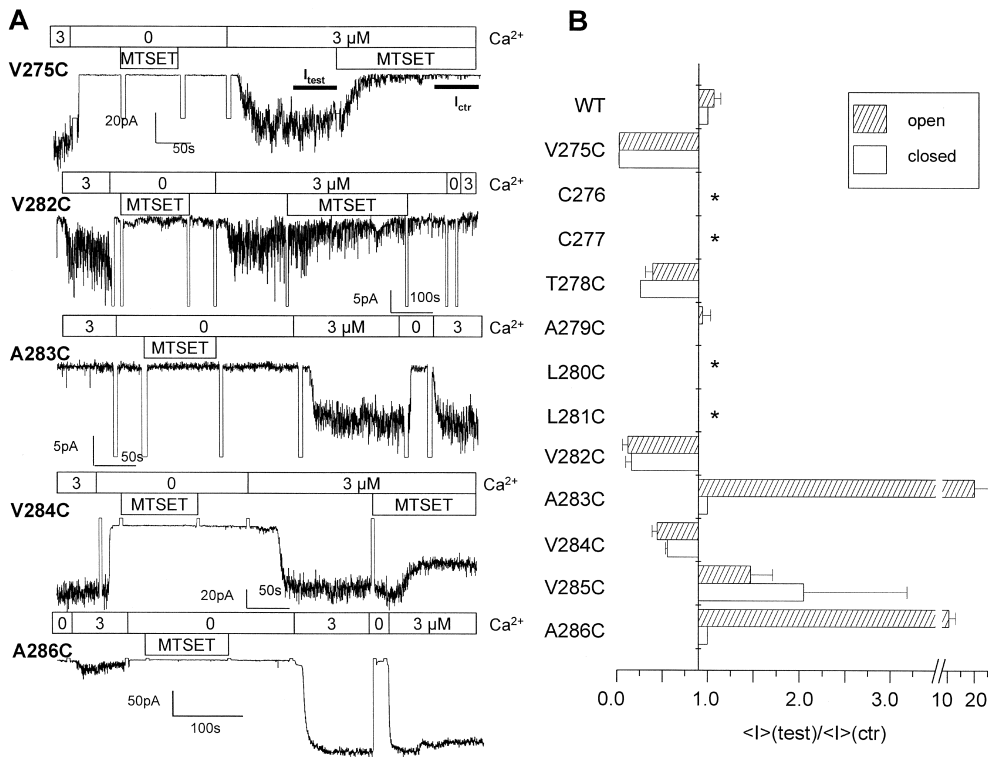 A
3 0 3 µM Ca2+
MTSET MTSET
V275C
Itest
Ictr
20pA
50s
3 0 3 µM 0 3 Ca2+
V282C
MTSET MTSET
5pA 100s
3 0 3 µM 0 3 Ca2+
A283C
MTSET
5pA
50s
3 0 3 µM Ca2+
V284C
MTSET MTSET
20pA 50s
0 3 0 3 0 3 µM Ca2+
A286C
MTSET
50pA
100s
B
open
closed
WT
V275C
C276 *
C277 *
T278C
A279C
L280C *
L281C *
V282C
A283C
V284C
V285C
A286C
0.0 1.0 2.0 3.0 10 20
<I>(test)/<I>(ctr)